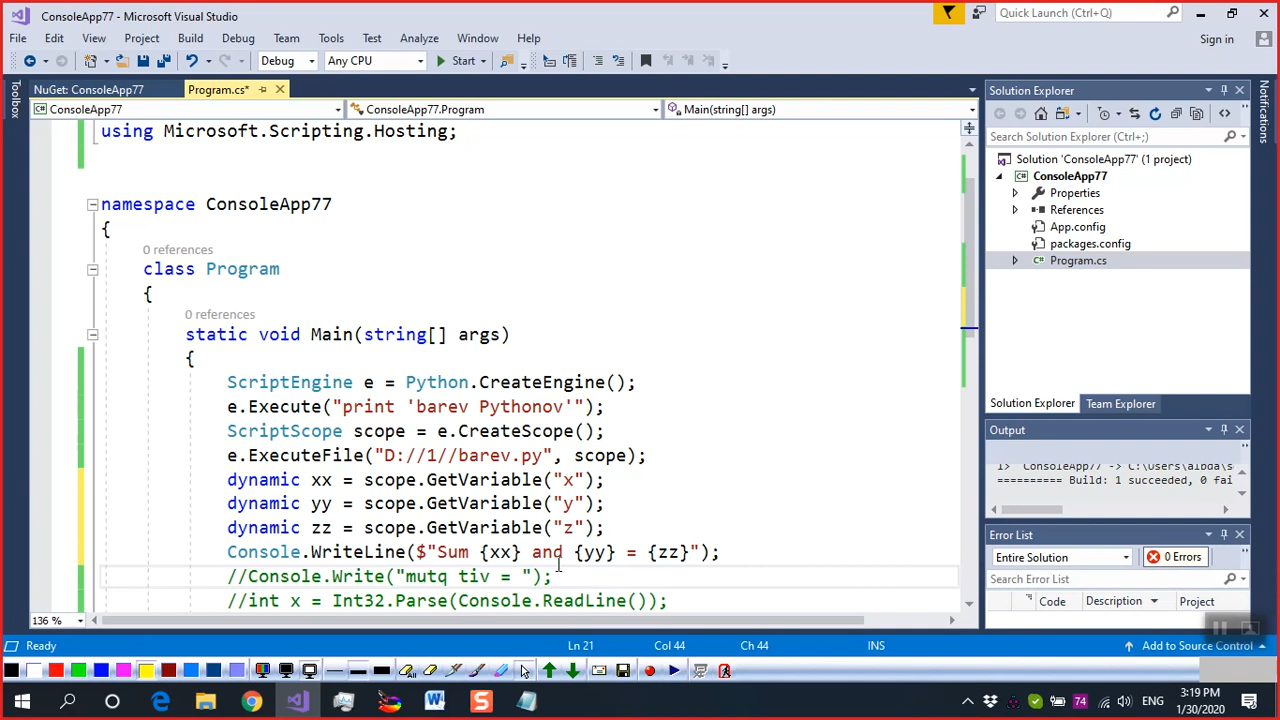 ConsoleApp77 - Microsoft Visual Studio
Quick Launch (Ctrl+Q)
File Edit View Project Build Debug Team Tools Test Analyze Window Help
Sign in
Debug Any CPU Start
Toolbox
NuGet: ConsoleApp77 Program.cs*
ConsoleApp77 ConsoleApp77.Program Main(string[] args)
using Microsoft.Scripting.Hosting;
namespace ConsoleApp77
{
0 references
class Program
{
0 references
static void Main(string[] args)
{
ScriptEngine e = Python.CreateEngine();
e.Execute("print 'barev Pythonov'");
ScriptScope scope = e.CreateScope();
e.ExecuteFile("D://1//barev.py", scope);
dynamic xx = scope.GetVariable("x");
dynamic yy = scope.GetVariable("y");
dynamic zz = scope.GetVariable("z");
Console.WriteLine($"Sum {xx} and {yy} = {zz}");
//Console.Write("mutq tiv = ");
//int x = Int32.Parse(Console.ReadLine());
136 %
Solution Explorer
Search Solution Explorer (Ctrl+;)
Solution 'ConsoleApp77' (1 project)
ConsoleApp77
Properties
References
App.config
packages.config
Program.cs
Solution Explorer Team Explorer
Notifications
Output
1> ConsoleApp77 -> C:\Users\albda\sour
========== Build: 1 succeeded, 0 fai
Error List
Entire Solution 0 Errors
Search Error List
Code Description Project
Ready Ln 21 Col 44 Ch 44 INS Add to Source Control
74 ENG 3:19 PM
1/30/2020